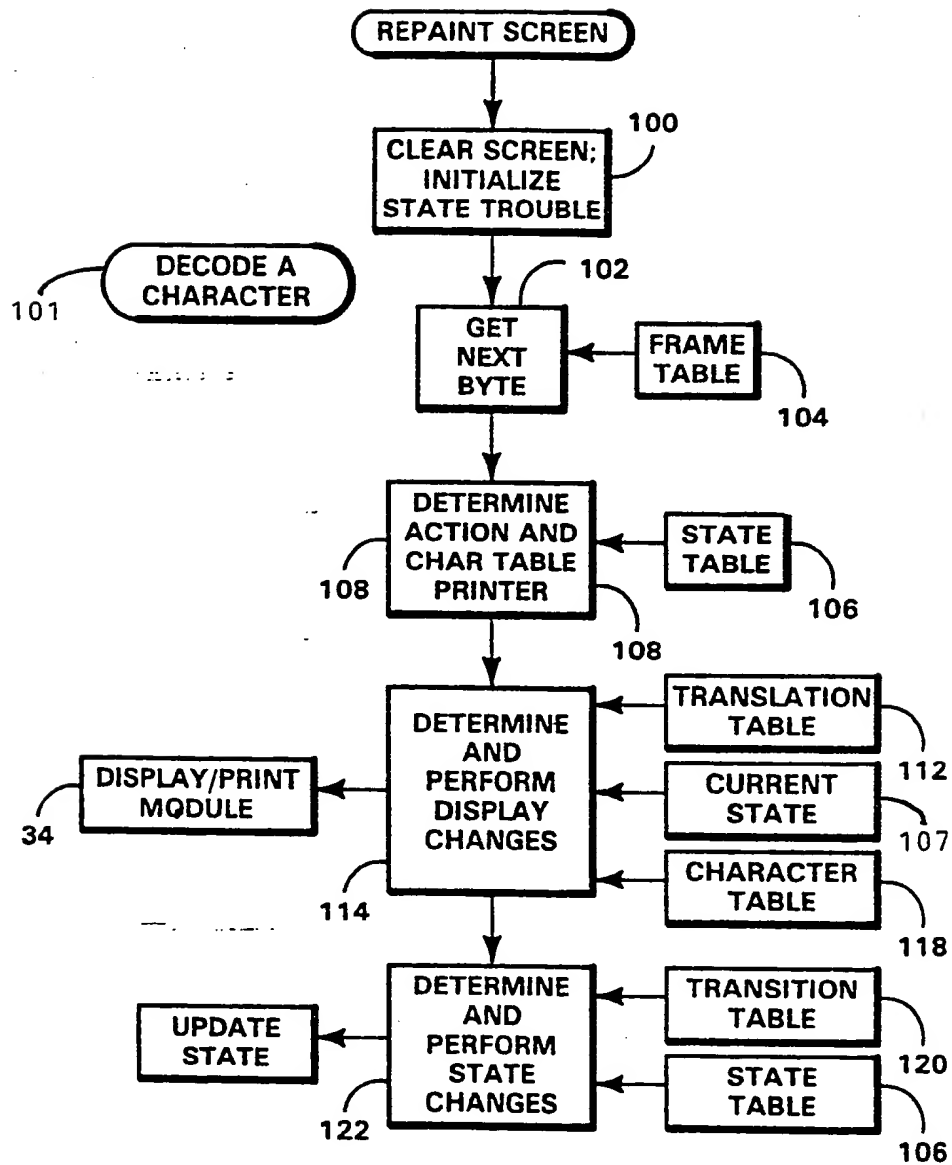 REPAINT SCREEN
100
CLEAR SCREEN;
INITIALIZE
STATE TROUBLE
101
DECODE A
CHARACTER
102
GET
NEXT
BYTE
FRAME
TABLE
104
DETERMINE
ACTION AND
CHAR TABLE
PRINTER
108
108
STATE
TABLE
106
DETERMINE
AND
PERFORM
DISPLAY
CHANGES
114
DISPLAY/PRINT
MODULE
34
TRANSLATION
TABLE
112
CURRENT
STATE
107
CHARACTER
TABLE
118
DETERMINE
AND
PERFORM
STATE
CHANGES
122
UPDATE
STATE
TRANSITION
TABLE
120
STATE
TABLE
106